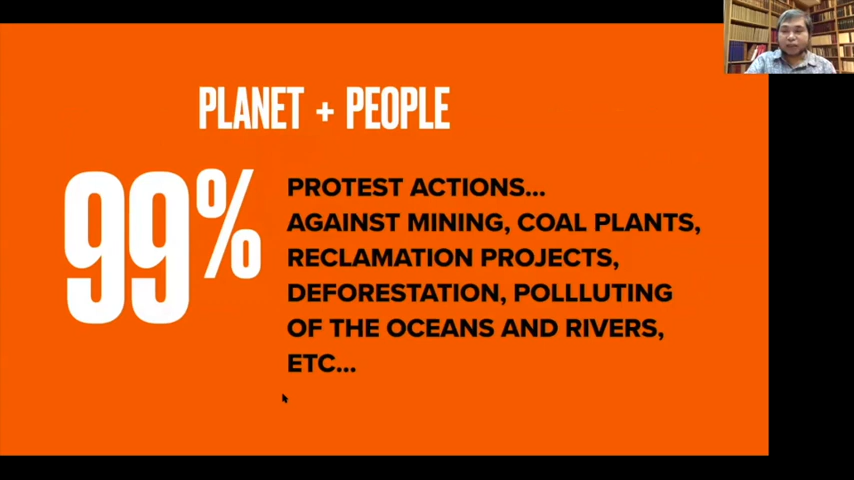 PLANET + PEOPLE
99%
PROTEST ACTIONS...
AGAINST MINING, COAL PLANTS,
RECLAMATION PROJECTS,
DEFORESTATION, POLLLUTING
OF THE OCEANS AND RIVERS,
ETC...